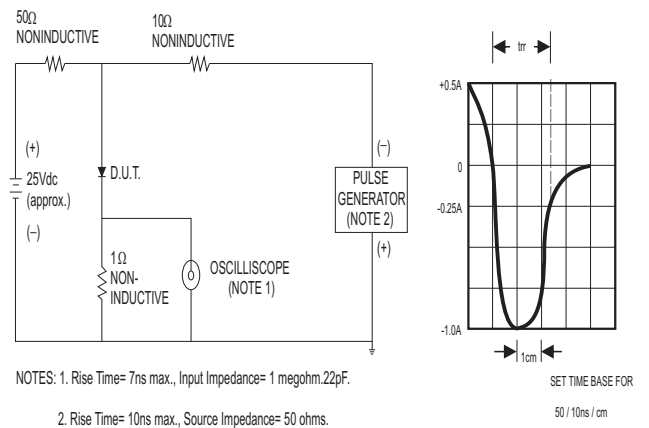 50Ω
NONINDUCTIVE
10Ω
NONINDUCTIVE
(+)
25Vdc
(approx.)
(–)
D.U.T.
1Ω
NON-
INDUCTIVE
OSCILLISCOPE
(NOTE 1)
(–)
PULSE
GENERATOR
(NOTE 2)
(+)
trr
+0.5A
0
-0.25A
-1.0A
1cm
SET TIME BASE FOR
50 / 10ns / cm
NOTES: 1. Rise Time= 7ns max., Input Impedance= 1 megohm.22pF.
2. Rise Time= 10ns max., Source Impedance= 50 ohms.